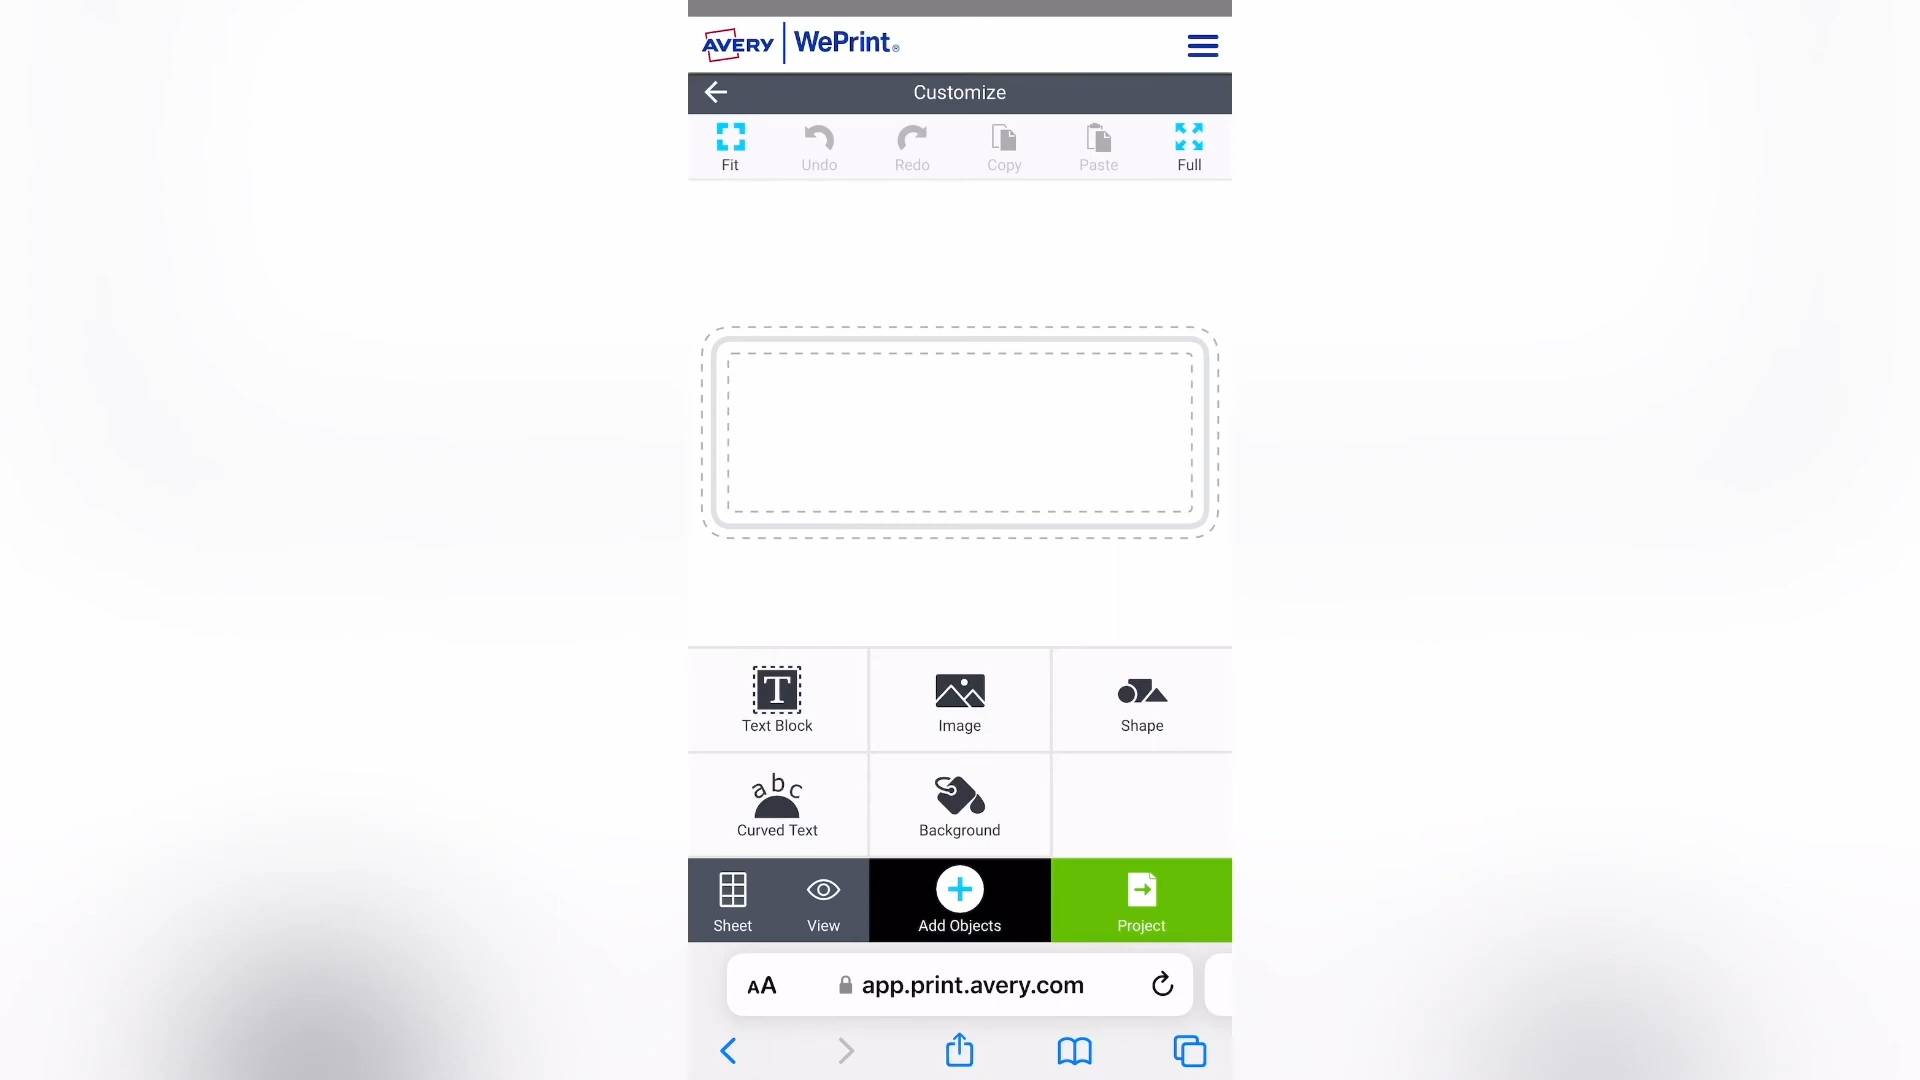 AVERY WePrint®
Customize
Fit Undo Redo Copy Paste Full
T
Text Block Image Shape
abc
Curved Text Background
Sheet View Add Objects Project
AA app.print.avery.com